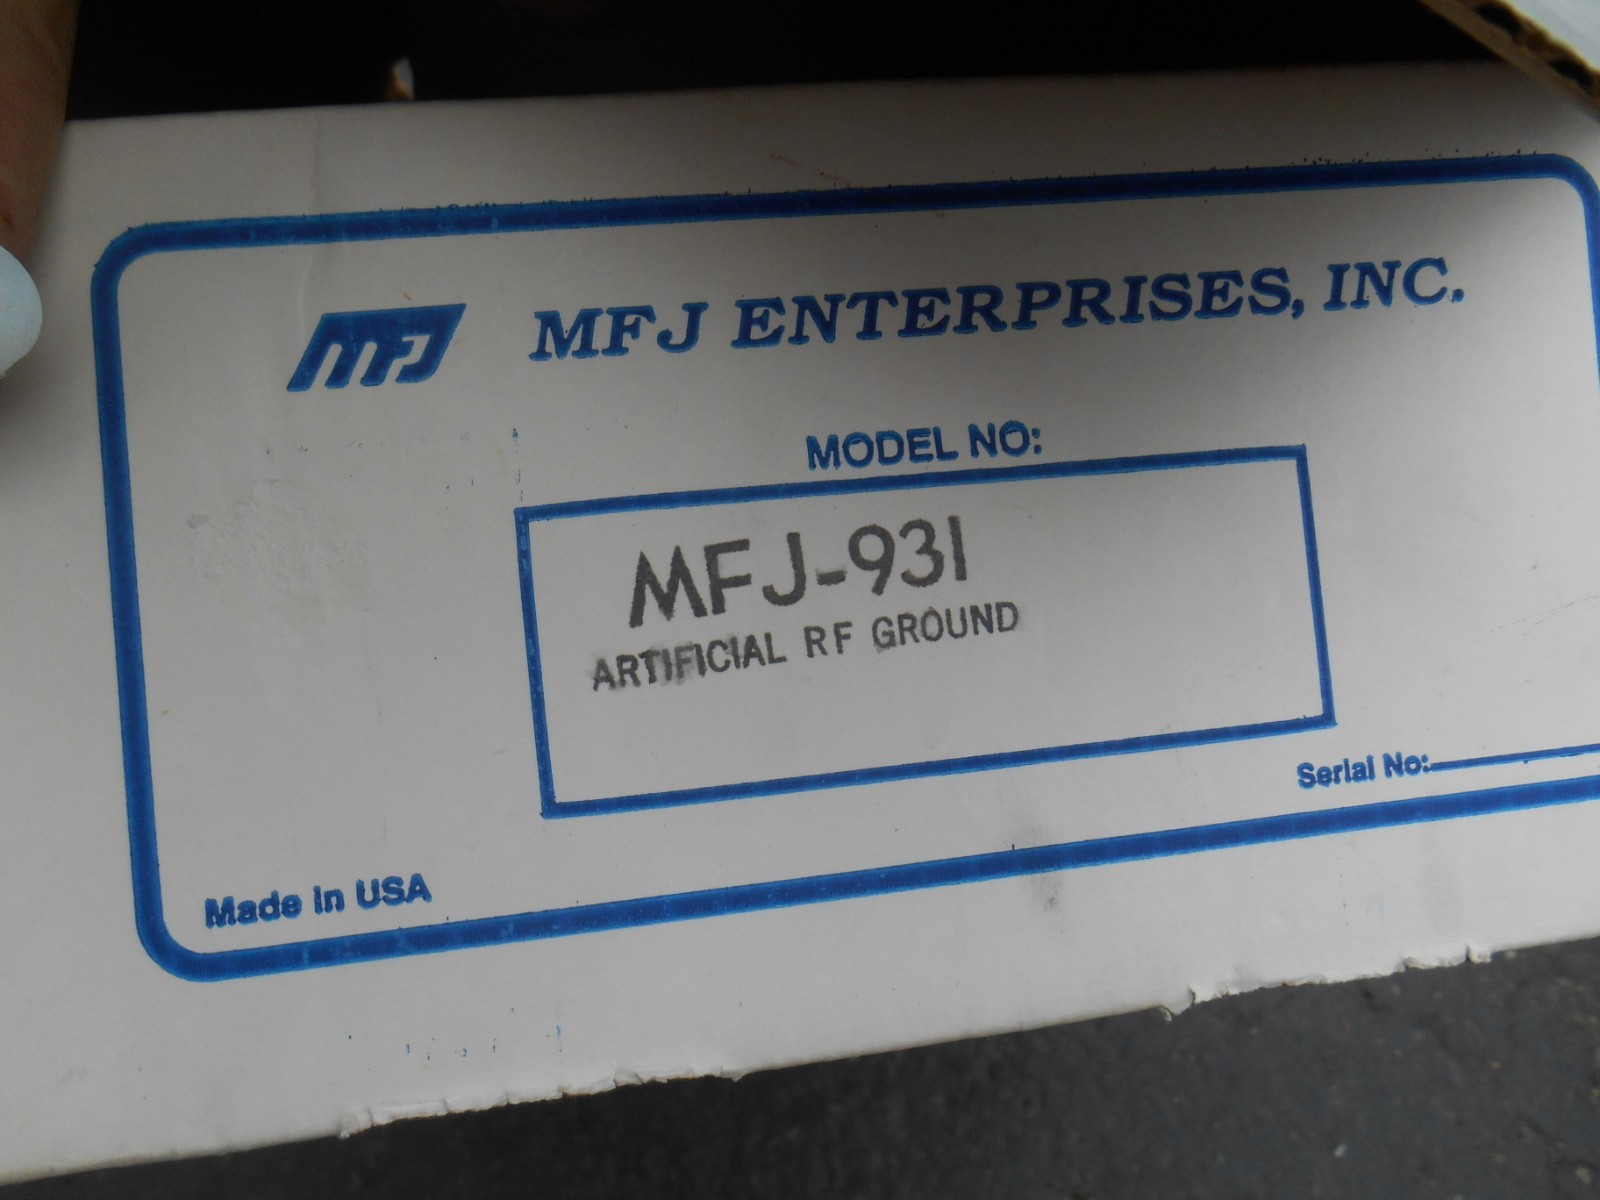 MFJ MFJ ENTERPRISES, INC.
MODEL NO:
MFJ-931
ARTIFICIAL RF GROUND
Serial No:
Made in USA